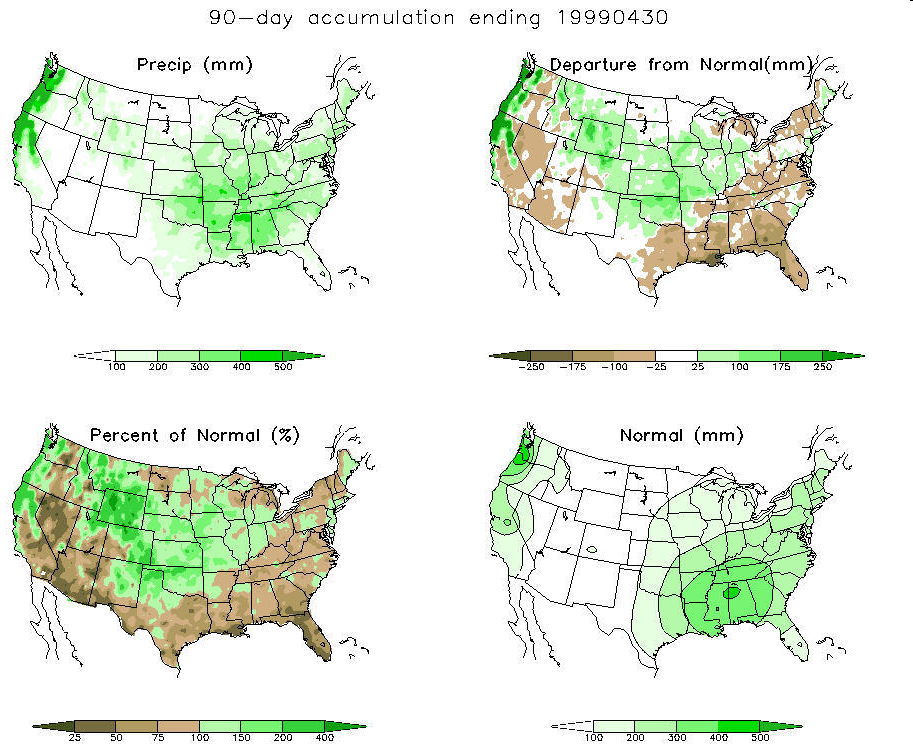 90-day accumulation ending 19990430
Precip (mm)
Departure from Normal(mm)
100 200 300 400 500
-250 -175 -100 -25 25 100 175 250
Percent of Normal (%)
Normal (mm)
25 50 75 100 150 200 400
100 200 300 400 500